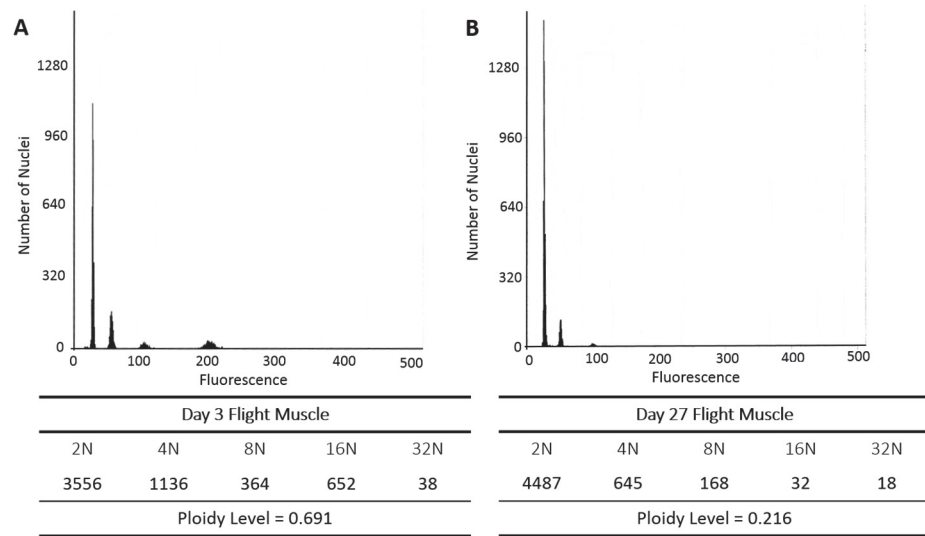 A
1280
960
640
320
0
Number of Nuclei
0 100 200 300 400 500
Fluorescence
Day 3 Flight Muscle
2N 4N 8N 16N 32N
3556 1136 364 652 38
Ploidy Level = 0.691
B
1280
960
640
320
0
Number of Nuclei
0 100 200 300 400 500
Fluorescence
Day 27 Flight Muscle
2N 4N 8N 16N 32N
4487 645 168 32 18
Ploidy Level = 0.216